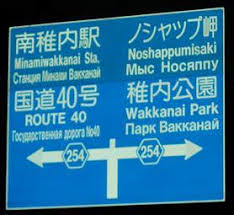 南稚内駅
Minamiwakkanai Sta.
Станция Минами Вакканай
国道40号
ROUTE 40
Государственная дорога №40
ノシャップ岬
Noshappumisaki
Мыс Носяппу
稚内公園
Wakkanai Park
Парк Вакканай
254
254